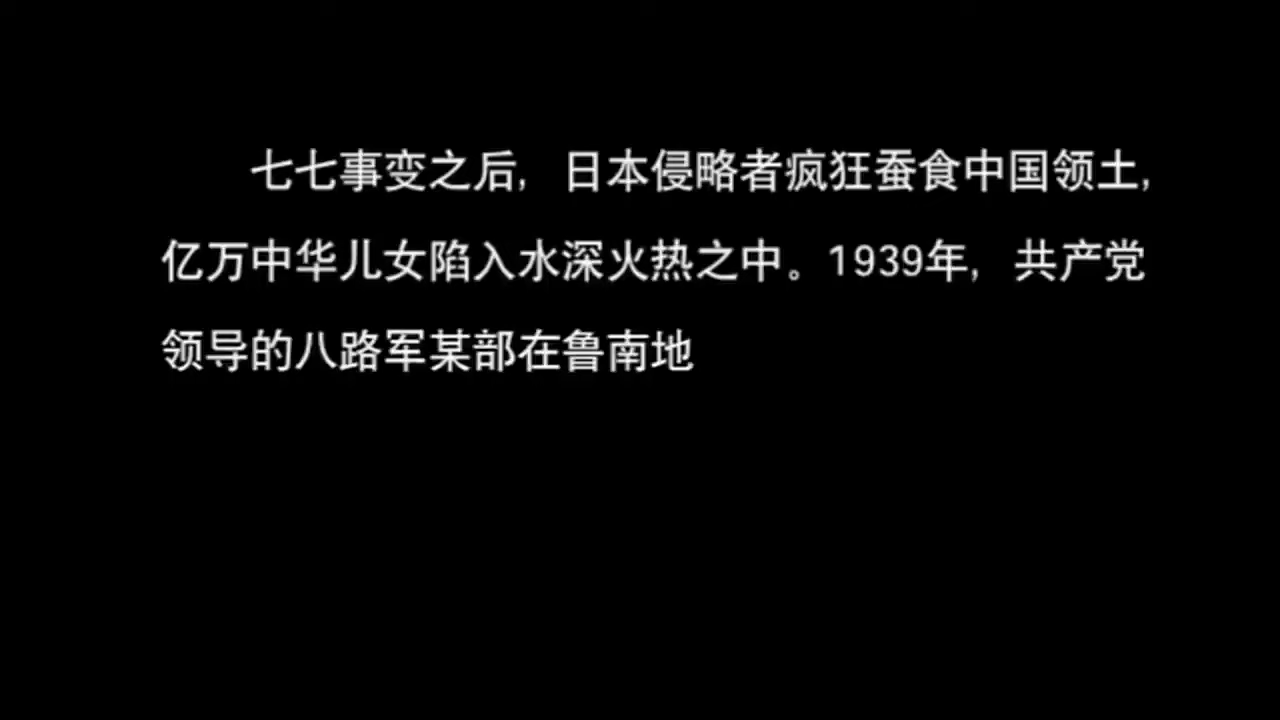 七七事变之后，日本侵略者疯狂蚕食中国领土，
亿万中华儿女陷入水深火热之中。1939年，共产党
领导的八路军某部在鲁南地